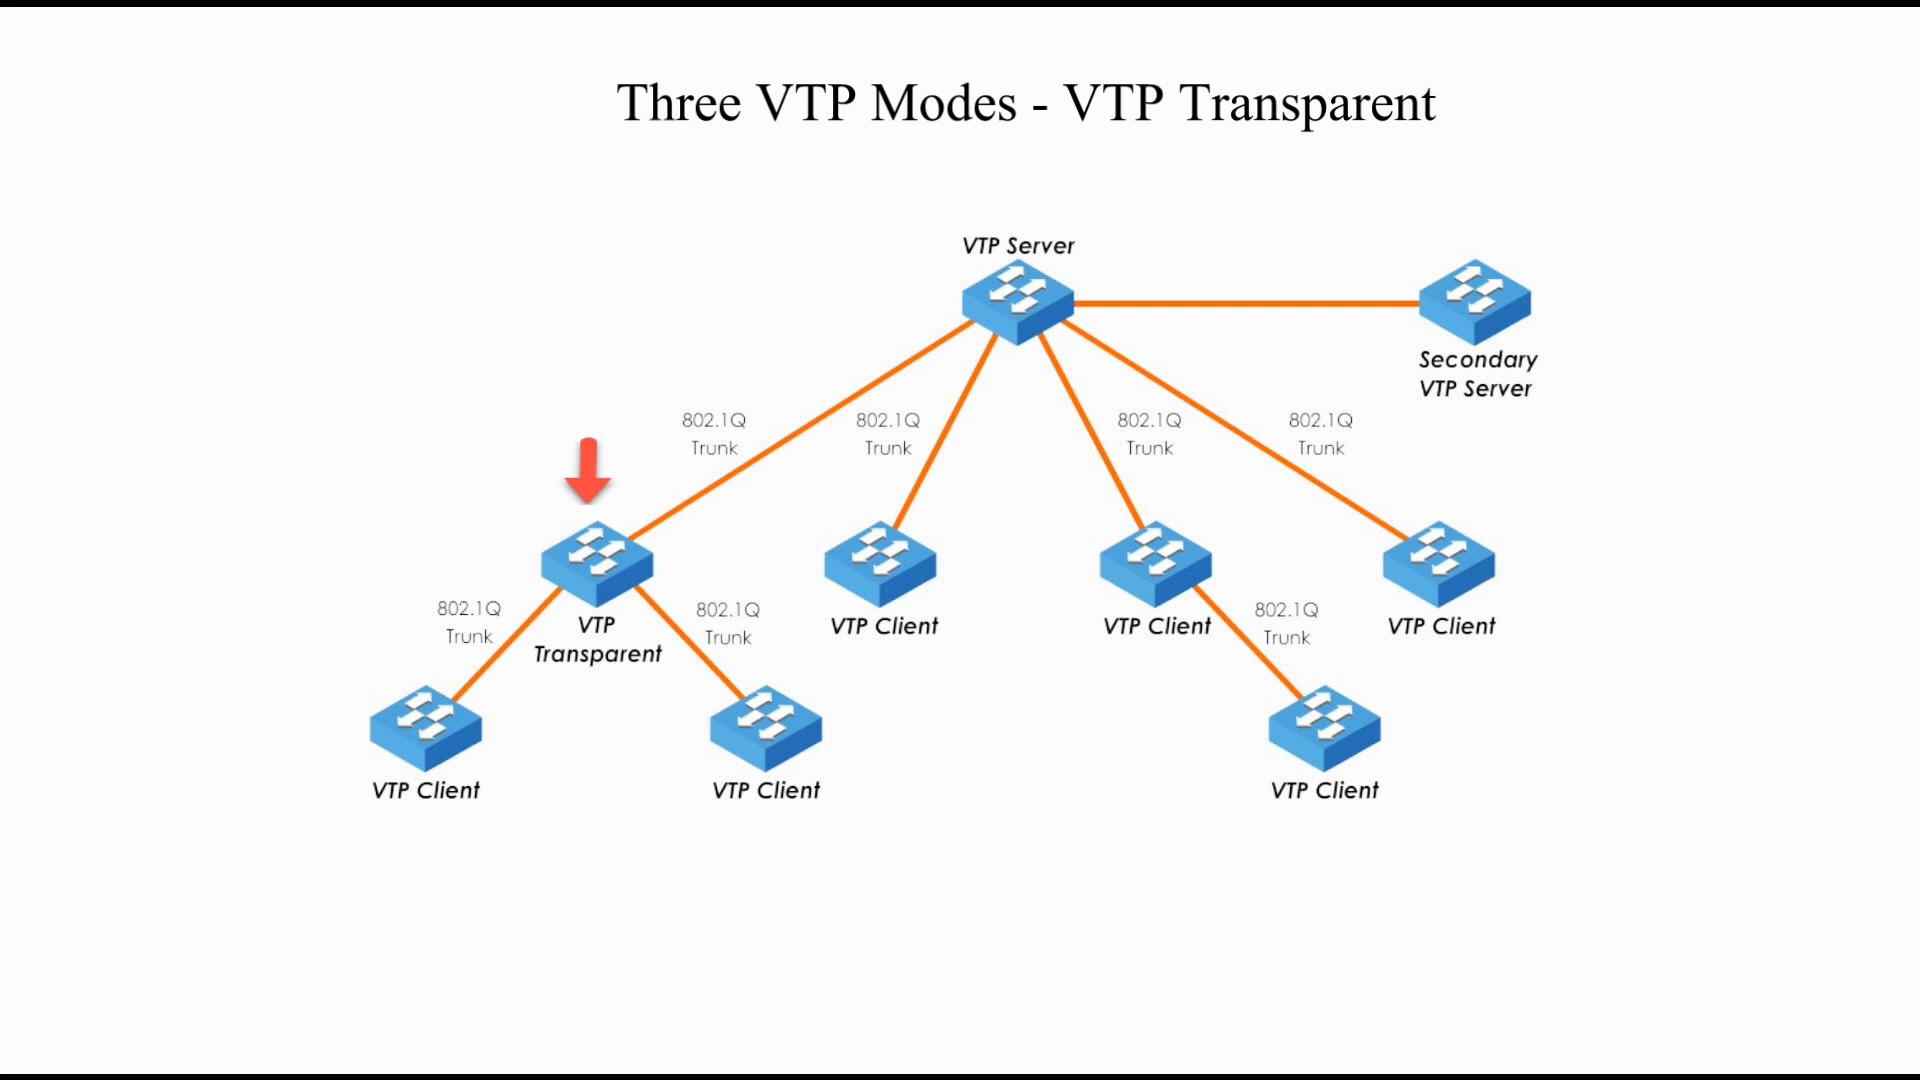 Three VTP Modes - VTP Transparent
VTP Server
Secondary
VTP Server
802.1Q
Trunk
802.1Q
Trunk
802.1Q
Trunk
802.1Q
Trunk
802.1Q
Trunk
VTP
Transparent
802.1Q
Trunk
VTP Client
VTP Client
802.1Q
Trunk
VTP Client
VTP Client
VTP Client
VTP Client